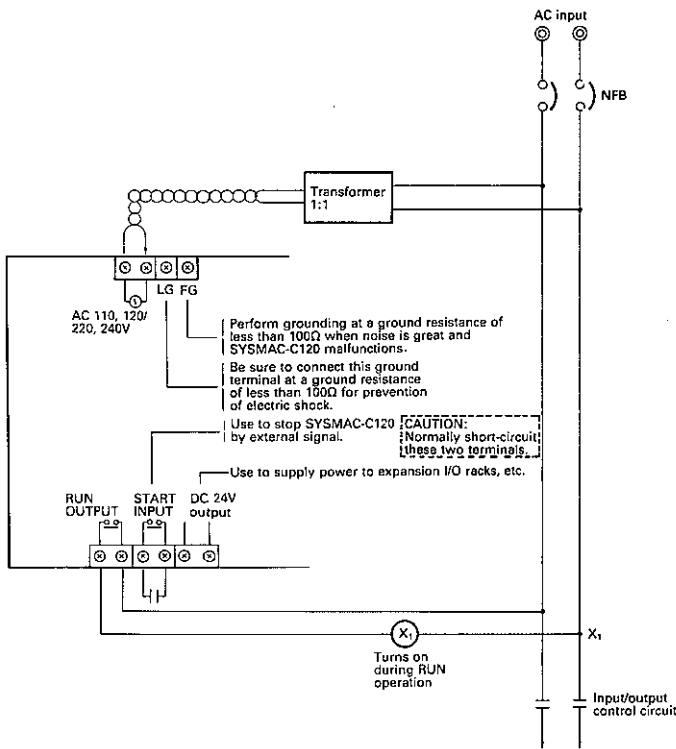 AC input
NFB
Transformer
1:1
LG FG
AC 110, 120/
220, 240V
Perform grounding at a ground resistance of
less than 100Ω when noise is great and
SYSMAC-C120 malfunctions.
Be sure to connect this ground
terminal at a ground resistance
of less than 100Ω for prevention
of electric shock.
Use to stop SYSMAC-C120
by external signal.
CAUTION:
Normally short-circuit
these two terminals.
Use to supply power to expansion I/O racks, etc.
RUN
OUTPUT
START
INPUT
DC 24V
output
X₁
X₁
Turns on
during RUN
operation
Input/output
control circuit